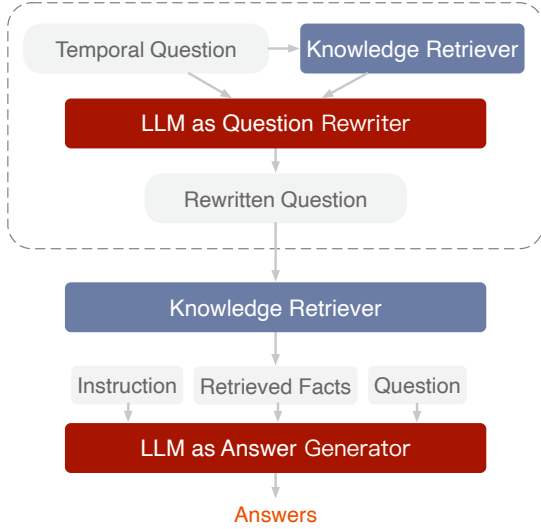 Temporal Question
Knowledge Retriever
LLM as Question Rewriter
Rewritten Question
Knowledge Retriever
Instruction
Retrieved Facts
Question
LLM as Answer Generator
Answers